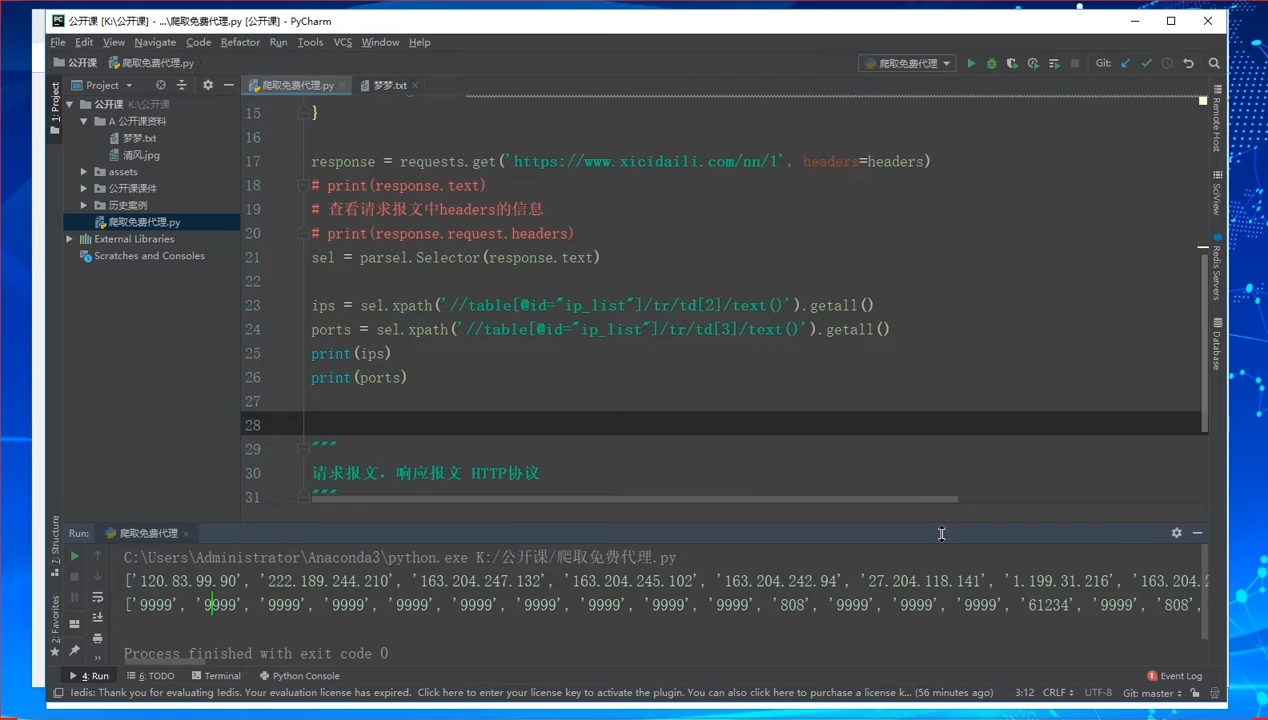 公开课 [K:\公开课] - ...\爬取免费代理.py [公开课] - PyCharm
File Edit View Navigate Code Refactor Run Tools VCS Window Help
公开课 爬取免费代理.py
爬取免费代理
Git:
Project
爬取免费代理.py
梦梦.txt
1: Project
公开课 K:\公开课
A 公开课资料
梦梦.txt
清风.jpg
assets
公开课课件
历史案例
爬取免费代理.py
External Libraries
Scratches and Consoles
15 }
16
17 response = requests.get('https://www.xicidaili.com/nn/1', headers=headers)
18 # print(response.text)
19 # 查看请求报文中headers的信息
20 # print(response.request.headers)
21 sel = parsel.Selector(response.text)
22
23 ips = sel.xpath('//table[@id="ip_list"]/tr/td[2]/text()').getall()
24 ports = sel.xpath('//table[@id="ip_list"]/tr/td[3]/text()').getall()
25 print(ips)
26 print(ports)
27
28
29 """
30 请求报文，响应报文 HTTP协议
31 """
Remote Host
SciView
Redis Servers
Database
7: Structure
2: Favorites
Run: 爬取免费代理
C:\Users\Administrator\Anaconda3\python.exe K:/公开课/爬取免费代理.py
['120.83.99.90', '222.189.244.210', '163.204.247.132', '163.204.245.102', '163.204.242.94', '27.204.118.141', '1.199.31.216', '163.204.2
['9999', '9999', '9999', '9999', '9999', '9999', '9999', '9999', '9999', '9999', '808', '9999', '9999', '9999', '61234', '9999', '808',
Process finished with exit code 0
4: Run 6: TODO Terminal Python Console
1 Event Log
Iedis: Thank you for evaluating Iedis. Your evaluation license has expired. Click here to enter your license key to activate the plugin. You can also click here to purchase a license k... (56 minutes ago)
3:12 CRLF UTF-8 Git: master